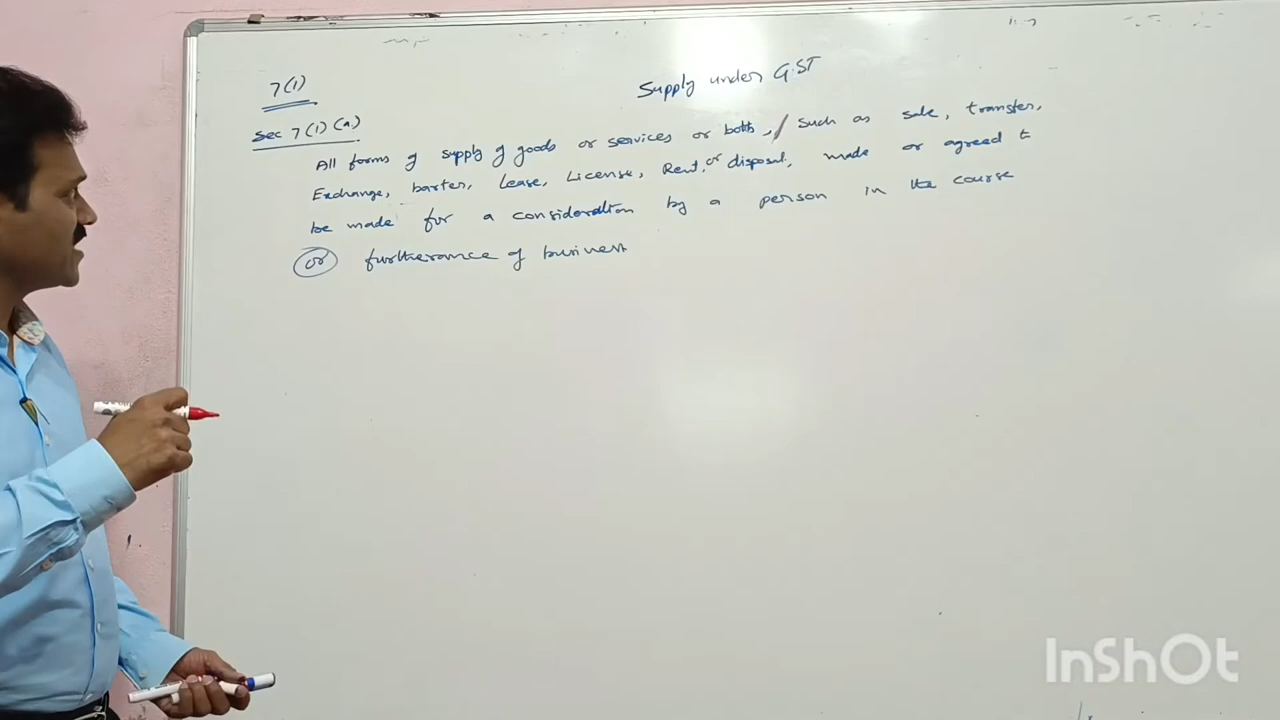 7(1)
Supply under G.ST
Sec 7(1)(a)
All forms of supply of goods or services or both, / such as sale, transfer,
Exchange, barter, Lease, License, Rent, or disposal, made or agreed to
be made for a consideration by a person in the course
or furtherance of business
InShOt